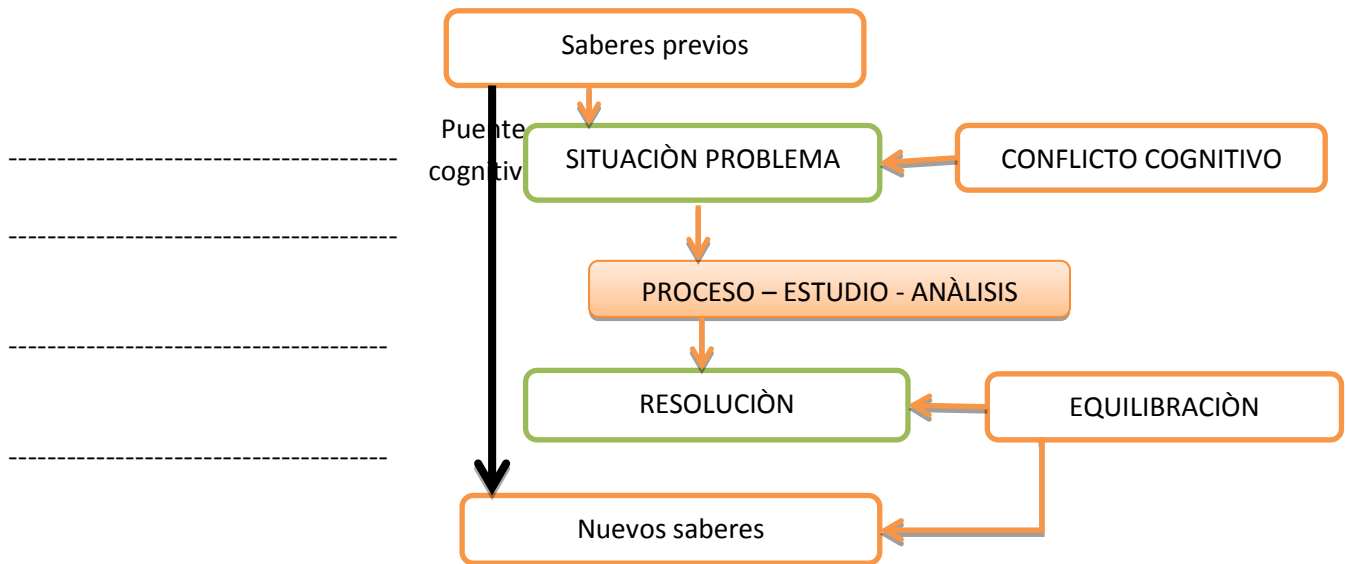 Saberes previos
Puente
cognitiv
SITUACIÒN PROBLEMA
CONFLICTO COGNITIVO
PROCESO – ESTUDIO - ANÀLISIS
RESOLUCIÒN
EQUILIBRACIÒN
Nuevos saberes